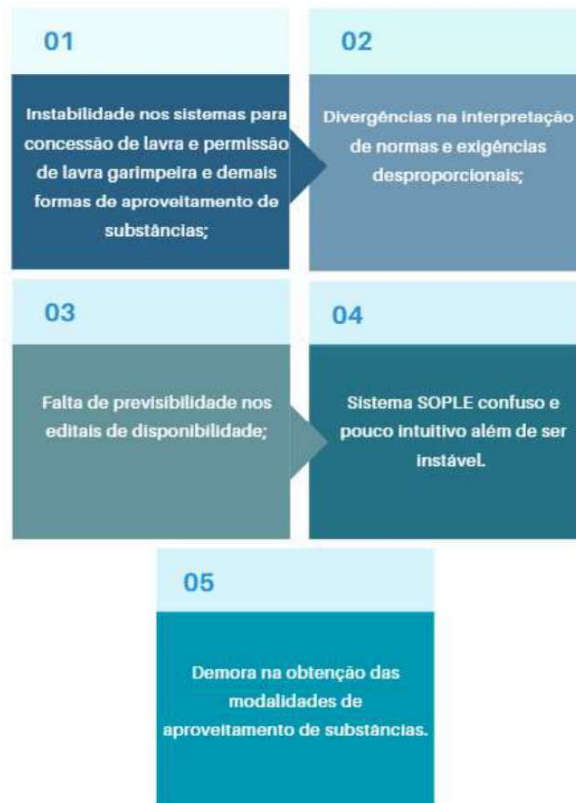 01
Instabilidade nos sistemas para
concessão de lavra e permissão
de lavra garimpeira e demais
formas de aproveitamento de
substâncias;
02
Divergências na interpretação
de normas e exigências
desproporcionais;
03
Falta de previsibilidade nos
editais de disponibilidade;
04
Sistema SOPLE confuso e
pouco intuitivo além de ser
instável.
05
Demora na obtenção das
modalidades de
aproveitamento de substâncias.